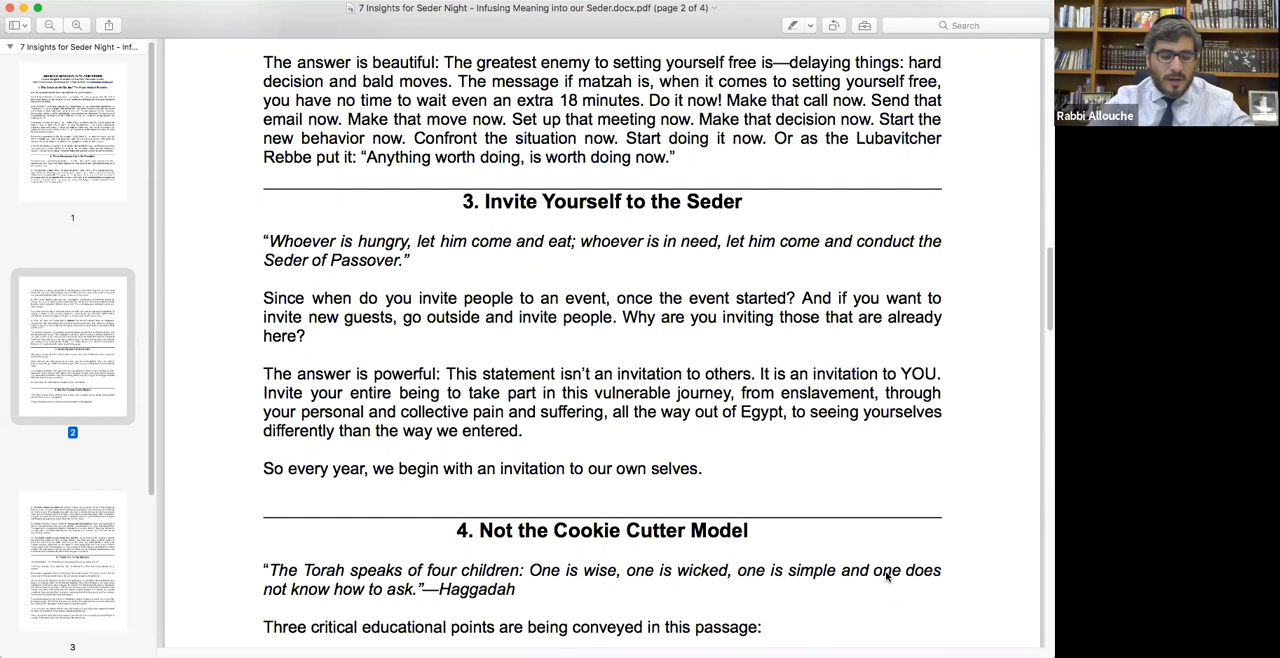 7 Insights for Seder Night - Infusing Meaning into our Seder.docx.pdf (page 2 of 4)
Search
7 Insights for Seder Night - Inf...
1
2
3
The answer is beautiful: The greatest enemy to setting yourself free is—delaying things: hard
decision and bald moves. The message if matzah is, when it comes to setting yourself free,
you have no time to wait even an extra 18 minutes. Do it now! Make that call now. Send that
mail now. Make that move now. Set up that meeting now. Make that decision now. Start the
new behavior now. Confront the situation now. Start doing it now. Or as the Lubavitcher
Rebbe put it: “Anything worth doing, is worth doing now.”
3. Invite Yourself to the Seder
“Whoever is hungry, let him come and eat; whoever is in need, let him come and conduct the
Seder of Passover.”
Since when do you invite people to an event, once the event started? And if you want to
invite new guests, go outside and invite people. Why are you inviting those that are already
here?
The answer is powerful: This statement isn’t an invitation to others. It is an invitation to YOU.
Invite your entire being to take part in this vulnerable journey, from enslavement, through
your personal and collective pain and suffering, all the way out of Egypt, to seeing yourselves
differently than the way we entered.
So every year, we begin with an invitation to our own selves.
4. Not the Cookie Cutter Model
“The Torah speaks of four children: One is wise, one is wicked, one is simple and one does
not know how to ask.”—Haggadah
Three critical educational points are being conveyed in this passage:
Rabbi Allouche